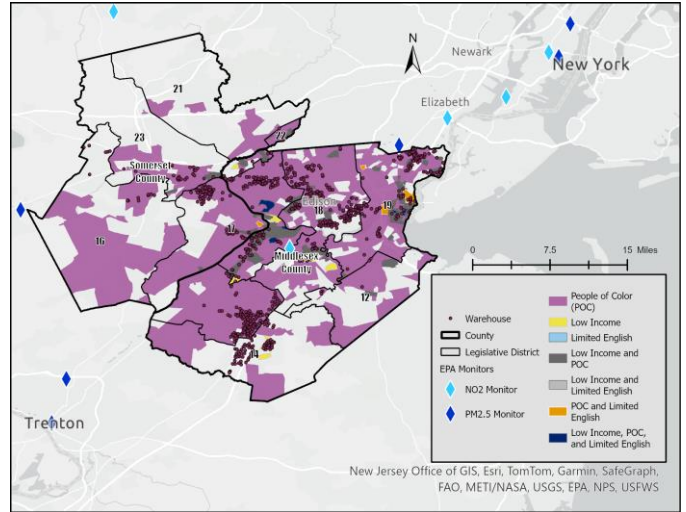 N
Newark
New York
Elizabeth
21
23
22
Somerset
County
Edison
18
19
16
17
Middlesex
County
12
14
Trenton
0 7.5 15 Miles
Warehouse
County
Legislative District
EPA Monitors
NO2 Monitor
PM2.5 Monitor
People of Color
(POC)
Low Income
Limited English
Low Income and
POC
Low Income and
Limited English
POC and Limited
English
Low Income, POC,
and Limited English
New Jersey Office of GIS, Esri, TomTom, Garmin, SafeGraph,
FAO, METI/NASA, USGS, EPA, NPS, USFWS